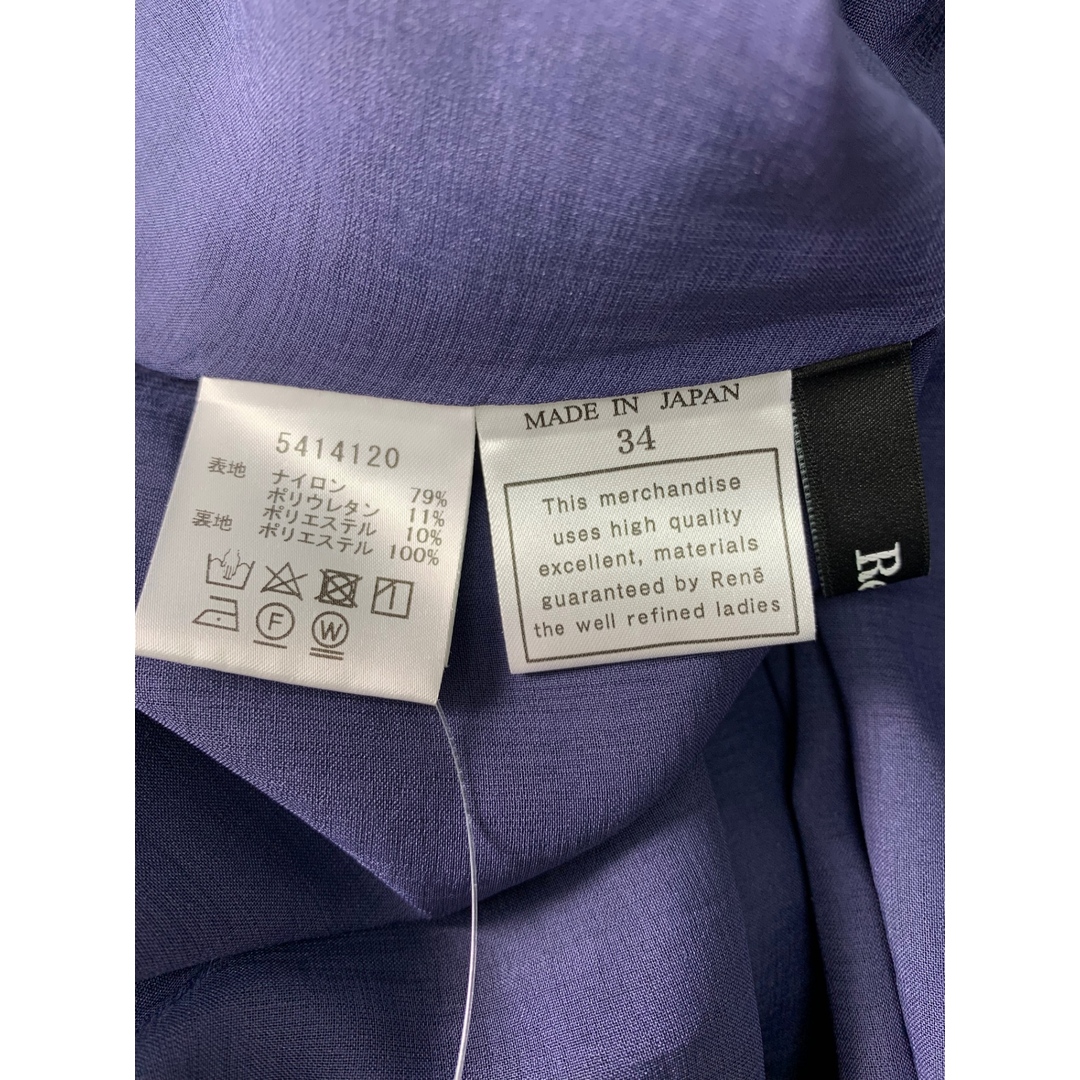 5414120
表地 ナイロン 79%
ポリウレタン 11%
ポリエステル 10%
裏地 ポリエステル 100%
F
W
MADE IN JAPAN
34
This merchandise
uses high quality
excellent, materials
guaranteed by Renē
the well refined ladies